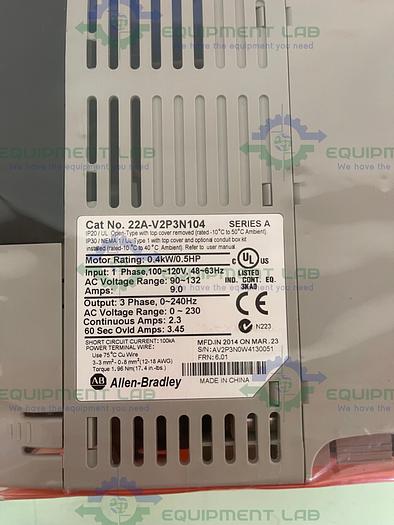 EQUIPMENT LAB
We have the equipment you need
Cat No. 22A-V2P3N104 SERIES A
IP20 / UL Open-Type with top cover removed (rated -10°C to 50°C Ambient).
IP30 / NEMA 1 / UL Type 1 with top cover and optional conduit box kit
installed (rated -10°C to 40°C Ambient). Refer to user manual
Motor Rating: 0.4kW/0.5HP
Input: 1 Phase, 100~120V, 48~63Hz
AC Voltage Range: 90~132
Amps: 9.0
C UL US
LISTED
IND. CONT. EQ.
3KAD
Output: 3 Phase, 0~240Hz
AC Voltage Range: 0 ~ 230
Continuous Amps: 2.3
60 Sec Ovld Amps: 3.45
CE
N223
SHORT CIRCUIT CURRENT: 100kA
POWER TERMINAL WIRE:
Use 75°C Cu Wire
3.3 mm² - 0.8 mm² (12-18 AWG)
Torque 1.96 Nm (17.4 in.-lbs.)
MFD.IN 2014 ON MAR. 23
S/N: AV2P3N0W4130051
FRN: 6.01
AB Allen-Bradley
MADE IN CHINA